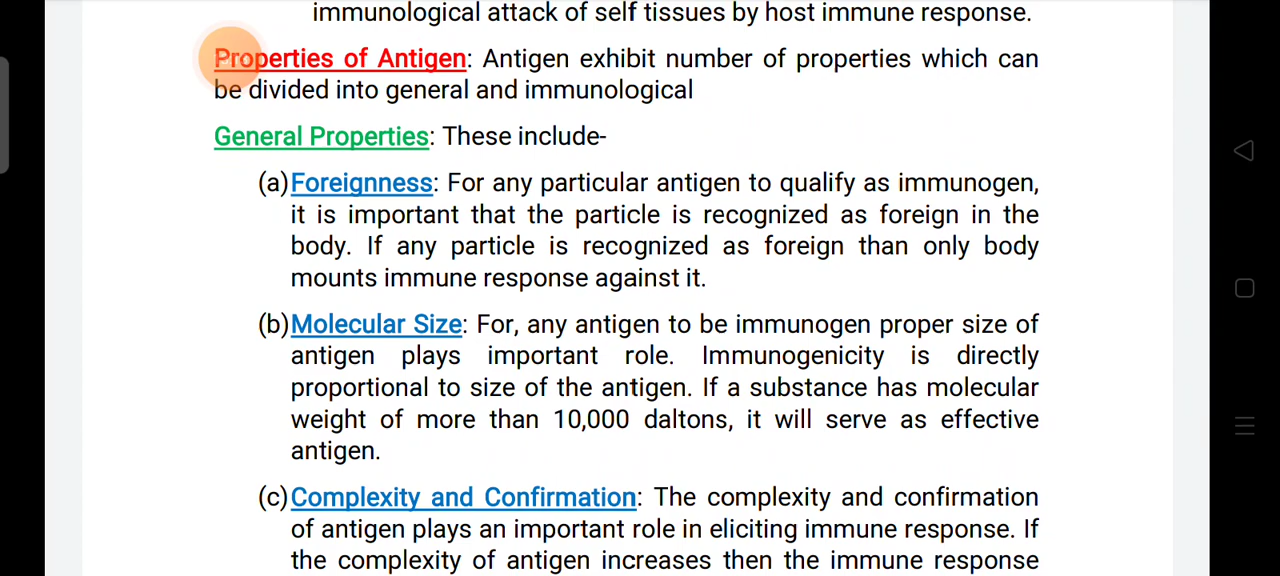 immunological attack of self tissues by host immune response.
Properties of Antigen: Antigen exhibit number of properties which can
be divided into general and immunological
General Properties: These include-
(a)Foreignness: For any particular antigen to qualify as immunogen,
it is important that the particle is recognized as foreign in the
body. If any particle is recognized as foreign than only body
mounts immune response against it.
(b)Molecular Size: For, any antigen to be immunogen proper size of
antigen plays important role. Immunogenicity is directly
proportional to size of the antigen. If a substance has molecular
weight of more than 10,000 daltons, it will serve as effective
antigen.
(c)Complexity and Confirmation: The complexity and confirmation
of antigen plays an important role in eliciting immune response. If
the complexity of antigen increases then the immune response